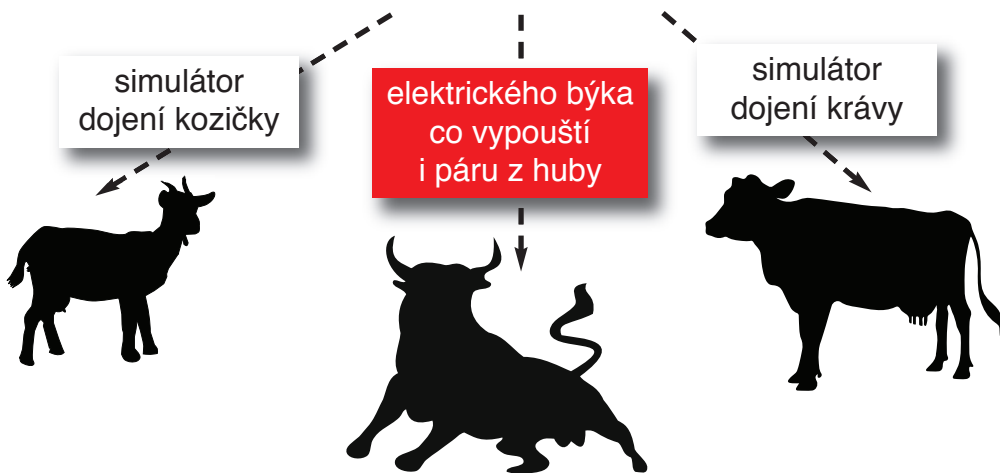 simulátor
dojení kozičky
elektrického býka
co vypouští
i páru z huby
simulátor
dojení krávy